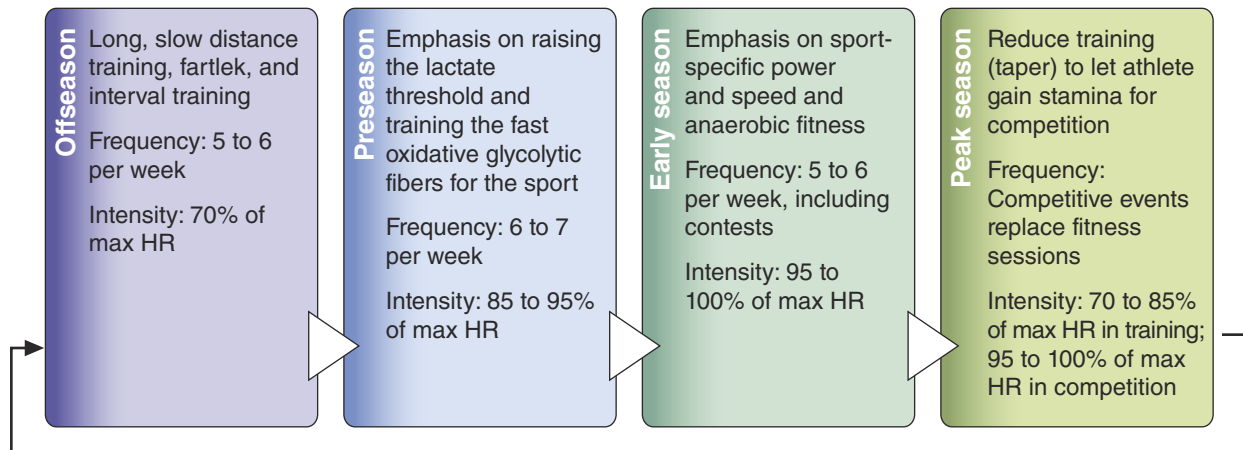 Offseason
Long, slow distance
training, fartlek, and
interval training
Frequency: 5 to 6
per week
Intensity: 70% of
max HR
Preseason
Emphasis on raising
the lactate
threshold and
training the fast
oxidative glycolytic
fibers for the sport
Frequency: 6 to 7
per week
Intensity: 85 to 95%
of max HR
Early season
Emphasis on sport-
specific power
and speed and
anaerobic fitness
Frequency: 5 to 6
per week, including
contests
Intensity: 95 to
100% of max HR
Peak season
Reduce training
(taper) to let athlete
gain stamina for
competition
Frequency:
Competitive events
replace fitness
sessions
Intensity: 70 to 85%
of max HR in training;
95 to 100% of max
HR in competition